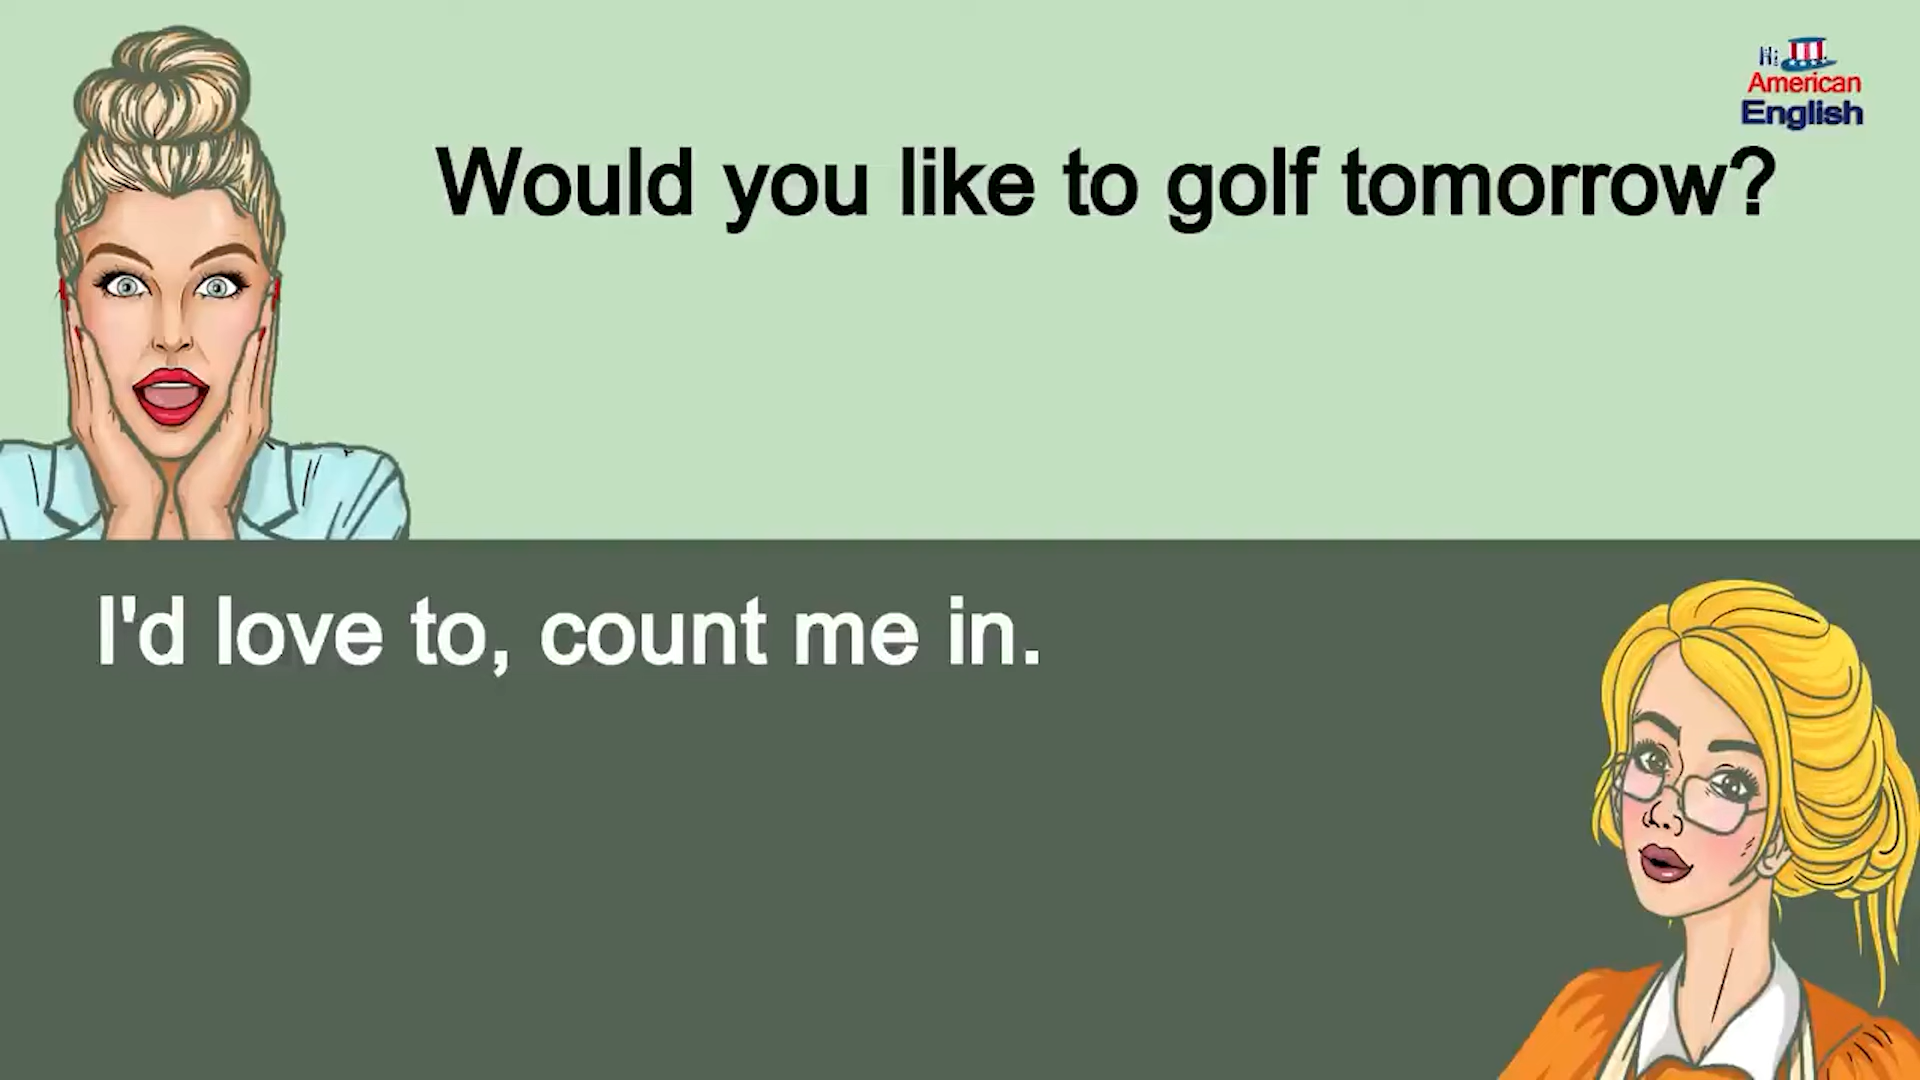 Hi
American
English
Would you like to golf tomorrow?
I'd love to, count me in.